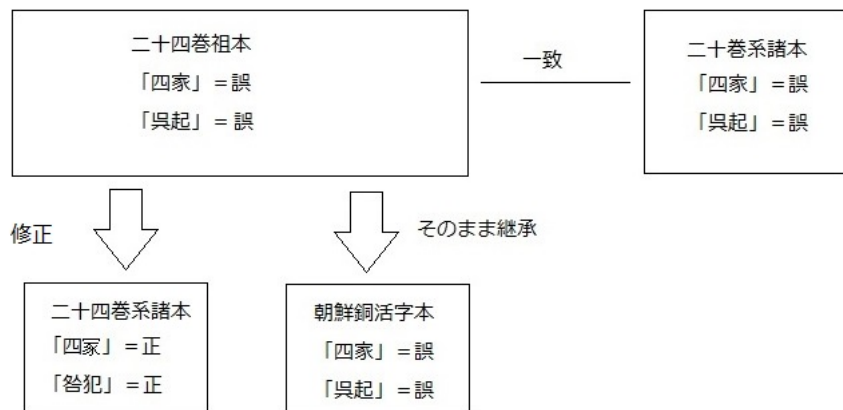 二十四巻祖本
「四家」＝誤
「呉起」＝誤
一致
二十巻系諸本
「四家」＝誤
「呉起」＝誤
修正
そのまま継承
二十四巻系諸本
「四冢」＝正
「咎犯」＝正
朝鮮銅活字本
「四家」＝誤
「呉起」＝誤